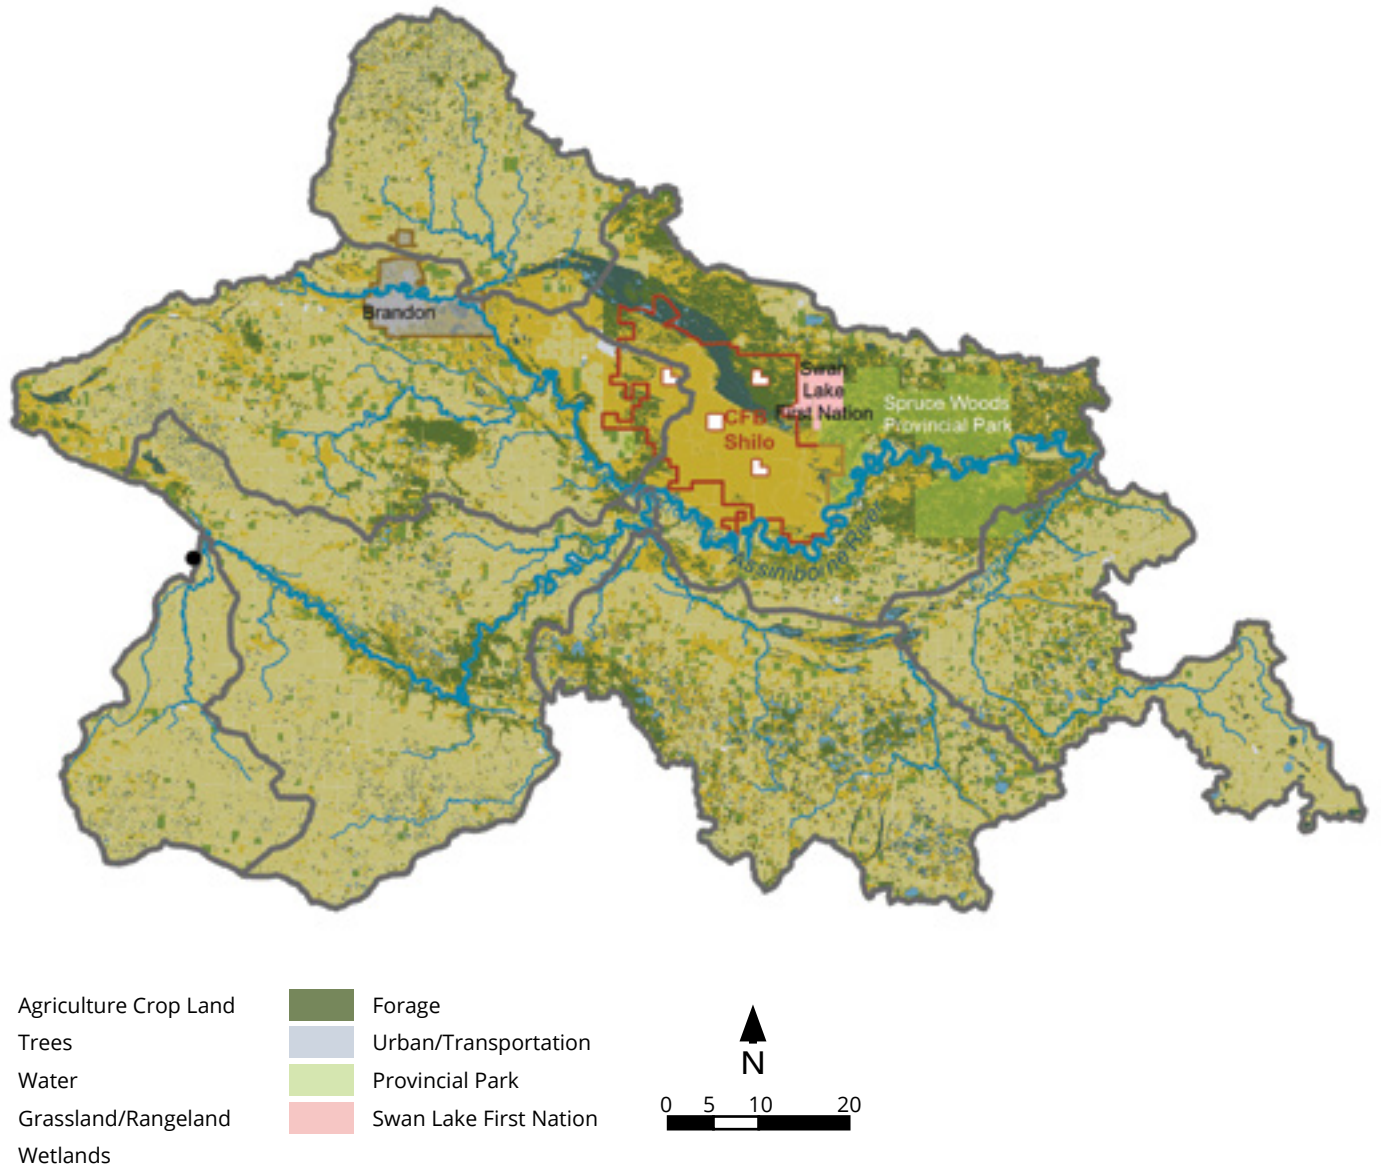 Brandon
Swan
Lake
First Nation
Spruce Woods
Provincial Park
CFB
Shilo
Assiniboine River
Agriculture Crop Land
Forage
Trees
Urban/Transportation
Water
Provincial Park
Grassland/Rangeland
Swan Lake First Nation
Wetlands
N
0 5 10 20